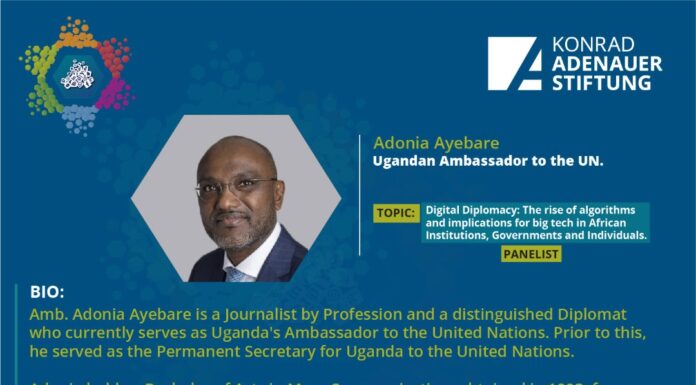 KONRAD
ADENAUER
STIFTUNG
Adonia Ayebare
Ugandan Ambassador to the UN.
TOPIC:
Digital Diplomacy: The rise of algorithms
and implications for big tech in African
Institutions, Governments and Individuals.
PANELIST
BIO:
Amb. Adonia Ayebare is a Journalist by Profession and a distinguished Diplomat
who currently serves as Uganda's Ambassador to the United Nations. Prior to this,
he served as the Permanent Secretary for Uganda to the United Nations.